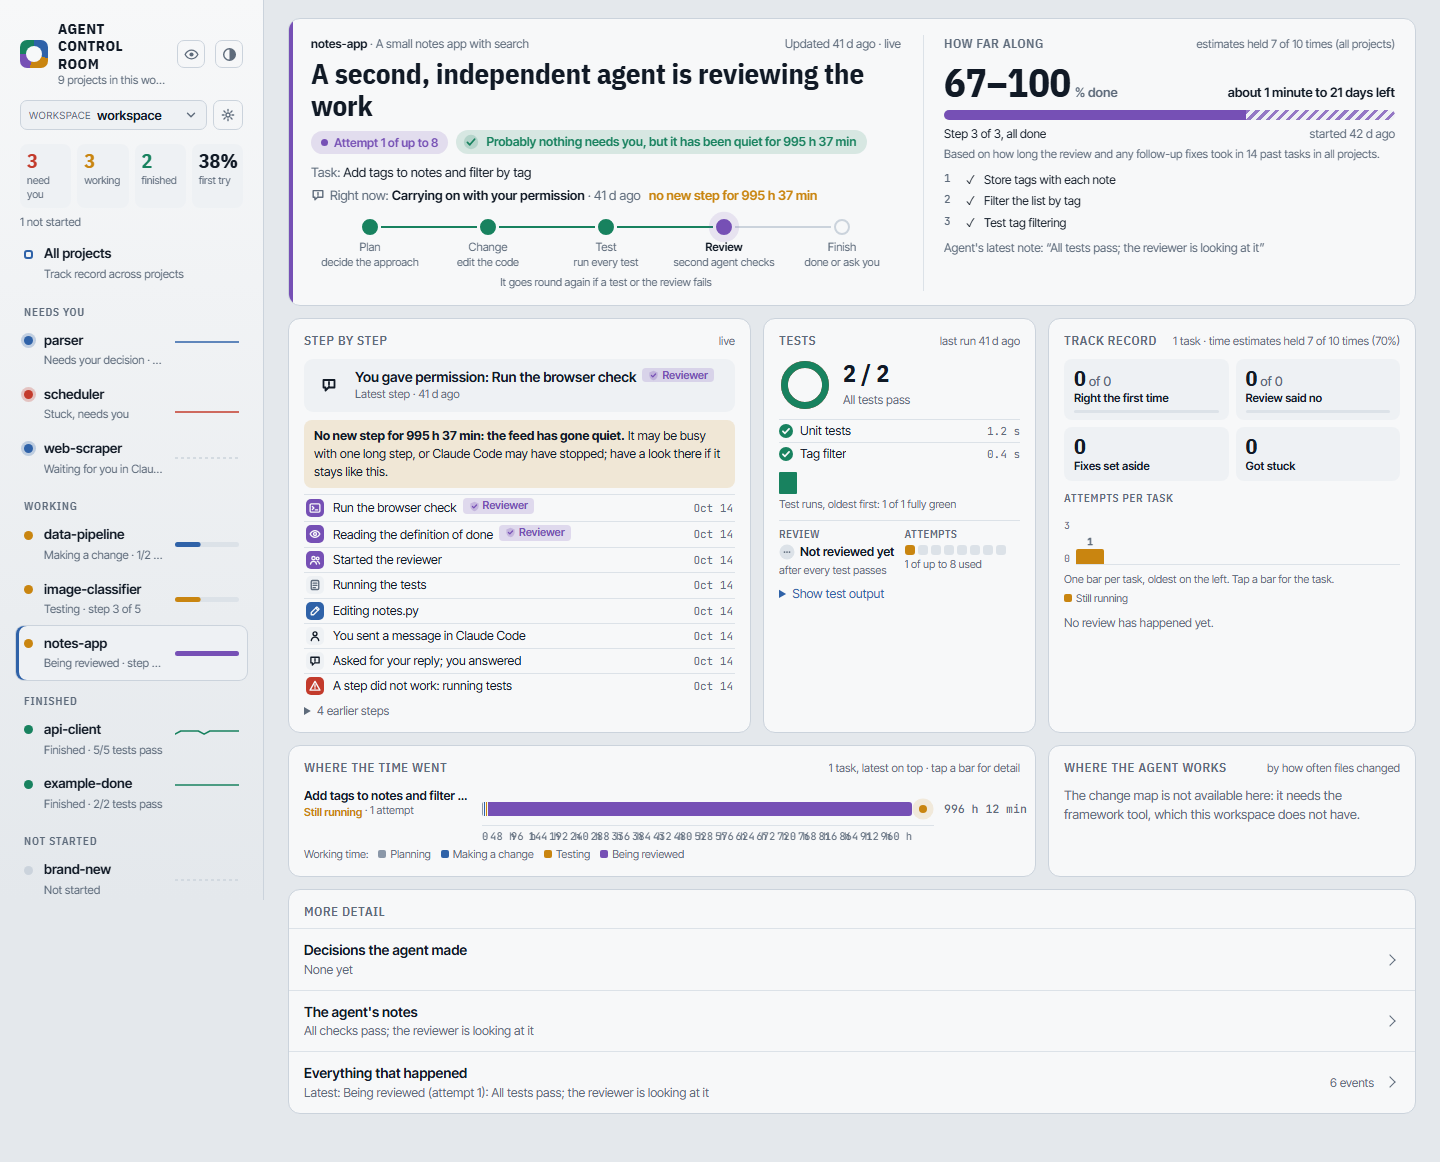 AGENT
CONTROL
ROOM
9 projects in this wo...
WORKSPACE workspace
3 need you
3 working
2 finished
38% first try
1 not started
All projects
Track record across projects
NEEDS YOU
parser
Needs your decision · ...
scheduler
Stuck, needs you
web-scraper
Waiting for you in Clau...
WORKING
data-pipeline
Making a change · 1/2 ...
image-classifier
Testing · step 3 of 5
notes-app
Being reviewed · step ...
FINISHED
api-client
Finished · 5/5 tests pass
example-done
Finished · 2/2 tests pass
NOT STARTED
brand-new
Not started
notes-app · A small notes app with search
Updated 41 d ago · live
A second, independent agent is reviewing the
work
Attempt 1 of up to 8
Probably nothing needs you, but it has been quiet for 995 h 37 min
Task: Add tags to notes and filter by tag
Right now: Carrying on with your permission · 41 d ago no new step for 995 h 37 min
Plan
decide the approach
Change
edit the code
Test
run every test
Review
second agent checks
Finish
done or ask you
It goes round again if a test or the review fails
HOW FAR ALONG
estimates held 7 of 10 times (all projects)
67–100 % done
about 1 minute to 21 days left
Step 3 of 3, all done
started 42 d ago
Based on how long the review and any follow-up fixes took in 14 past tasks in all projects.
1 ✓ Store tags with each note
2 ✓ Filter the list by tag
3 ✓ Test tag filtering
Agent's latest note: “All tests pass; the reviewer is looking at it”
STEP BY STEP
live
You gave permission: Run the browser check Reviewer
Latest step · 41 d ago
No new step for 995 h 37 min: the feed has gone quiet. It may be busy
with one long step, or Claude Code may have stopped; have a look there if it
stays like this.
Run the browser check Reviewer Oct 14
Reading the definition of done Reviewer Oct 14
Started the reviewer Oct 14
Running the tests Oct 14
Editing notes.py Oct 14
You sent a message in Claude Code Oct 14
Asked for your reply; you answered Oct 14
A step did not work: running tests Oct 14
4 earlier steps
TESTS
last run 41 d ago
2 / 2
All tests pass
Unit tests 1.2 s
Tag filter 0.4 s
Test runs, oldest first: 1 of 1 fully green
REVIEW
Not reviewed yet
after every test passes
ATTEMPTS
1 of up to 8 used
Show test output
TRACK RECORD
1 task · time estimates held 7 of 10 times (70%)
0 of 0
Right the first time
0 of 0
Review said no
0
Fixes set aside
0
Got stuck
ATTEMPTS PER TASK
3
1
0
One bar per task, oldest on the left. Tap a bar for the task.
Still running
No review has happened yet.
WHERE THE TIME WENT
1 task, latest on top · tap a bar for detail
Add tags to notes and filter ...
Still running · 1 attempt
996 h 12 min
0 48 h
Working time: Planning Making a change Testing Being reviewed
WHERE THE AGENT WORKS
by how often files changed
The change map is not available here: it needs the
framework tool, which this workspace does not have.
MORE DETAIL
Decisions the agent made
None yet
The agent's notes
All checks pass; the reviewer is looking at it
Everything that happened
Latest: Being reviewed (attempt 1): All tests pass; the reviewer is looking at it
6 events